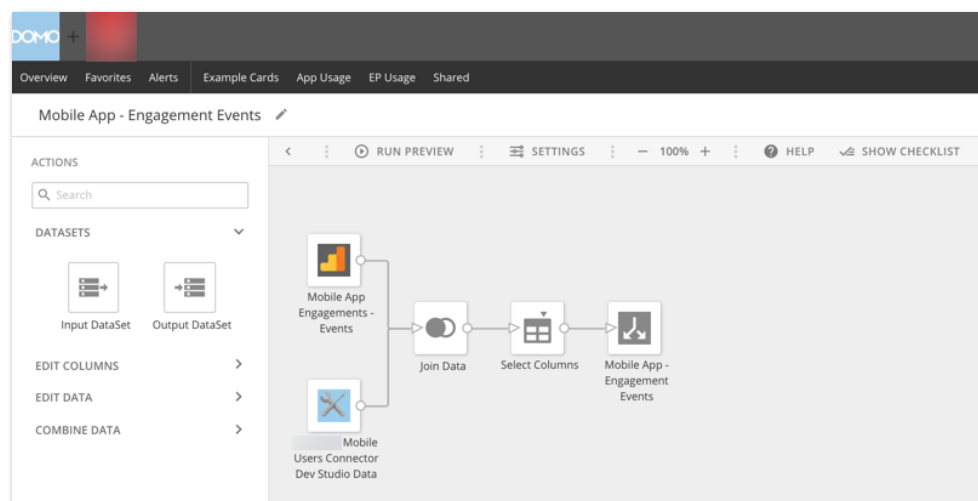 DOMO +
Overview Favorites Alerts Example Cards App Usage EP Usage Shared
Mobile App - Engagement Events
ACTIONS
RUN PREVIEW SETTINGS — 100% + HELP SHOW CHECKLIST
Search
DATASETS
Input DataSet Output DataSet
EDIT COLUMNS
EDIT DATA
COMBINE DATA
Mobile App
Engagements -
Events
Join Data
Select Columns
Mobile App -
Engagement
Events
Mobile
Users Connector
Dev Studio Data